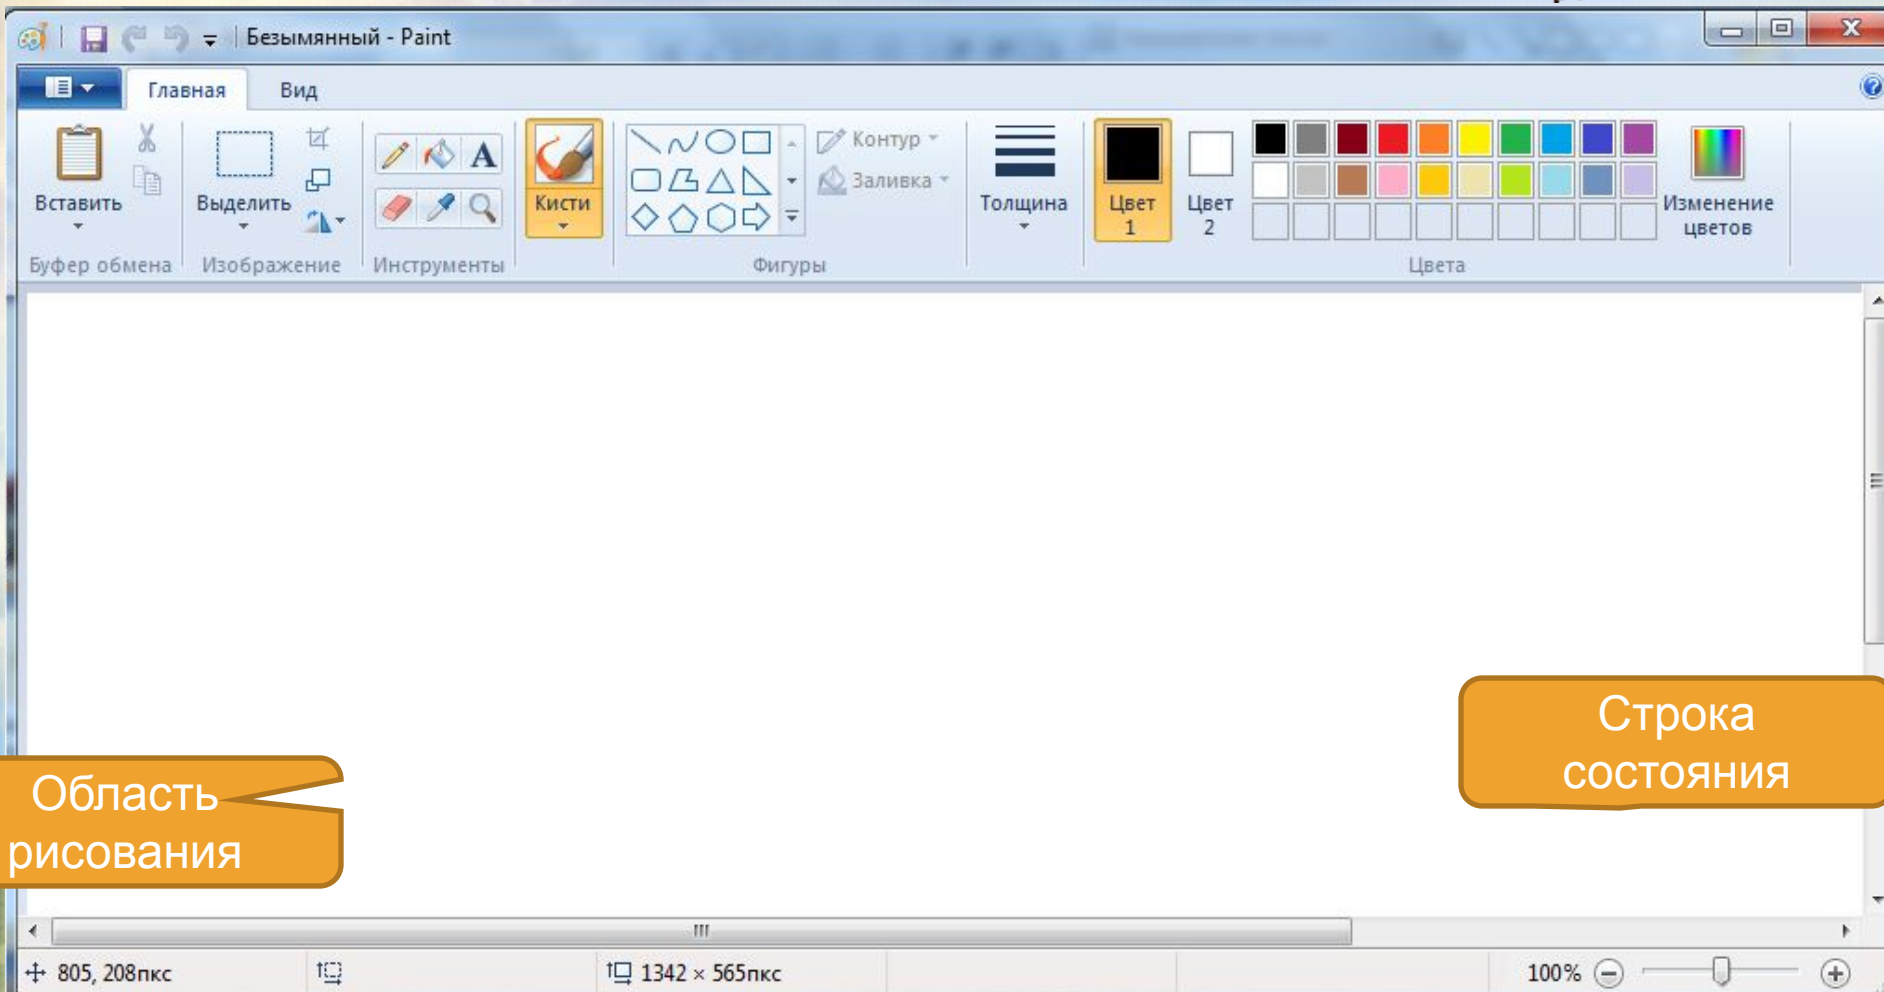 Безымянный - Paint
Главная Вид
Вставить
Выделить
A
Кисти
Контур
Заливка
Толщина
Цвет 1
Цвет 2
Изменение цветов
Буфер обмена Изображение Инструменты Фигуры Цвета
Строка
состояния
Область
рисования
805, 208пкс 1342 × 565пкс 100%